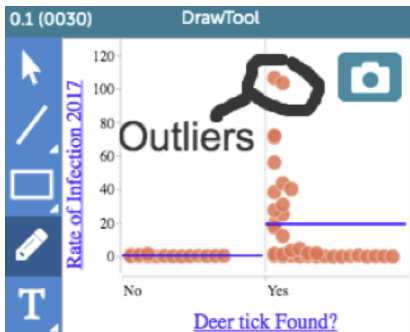 0.1 (0030) DrawTool
120
100
80
60
40
20
0
Rate of Infection 2017
Outliers
T
No Yes
Deer tick Found?